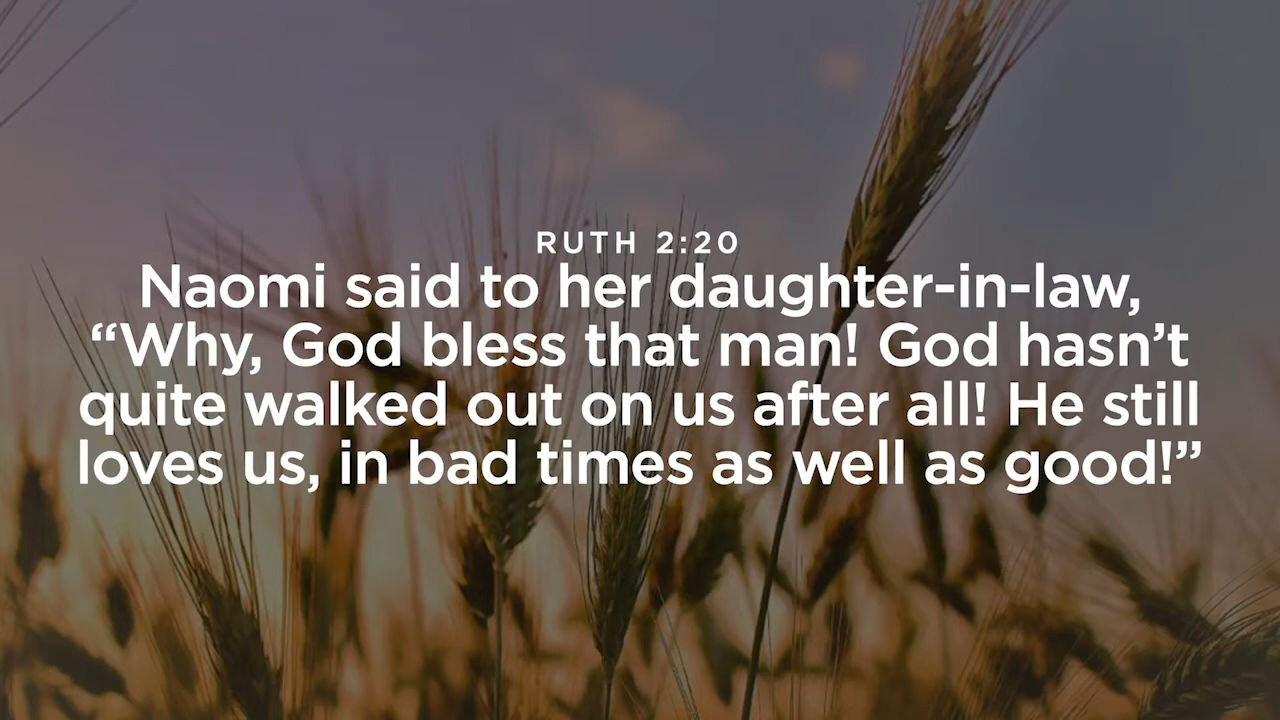 RUTH 2:20
Naomi said to her daughter-in-law,
“Why, God bless that man! God hasn’t
quite walked out on us after all! He still
loves us, in bad times as well as good!”